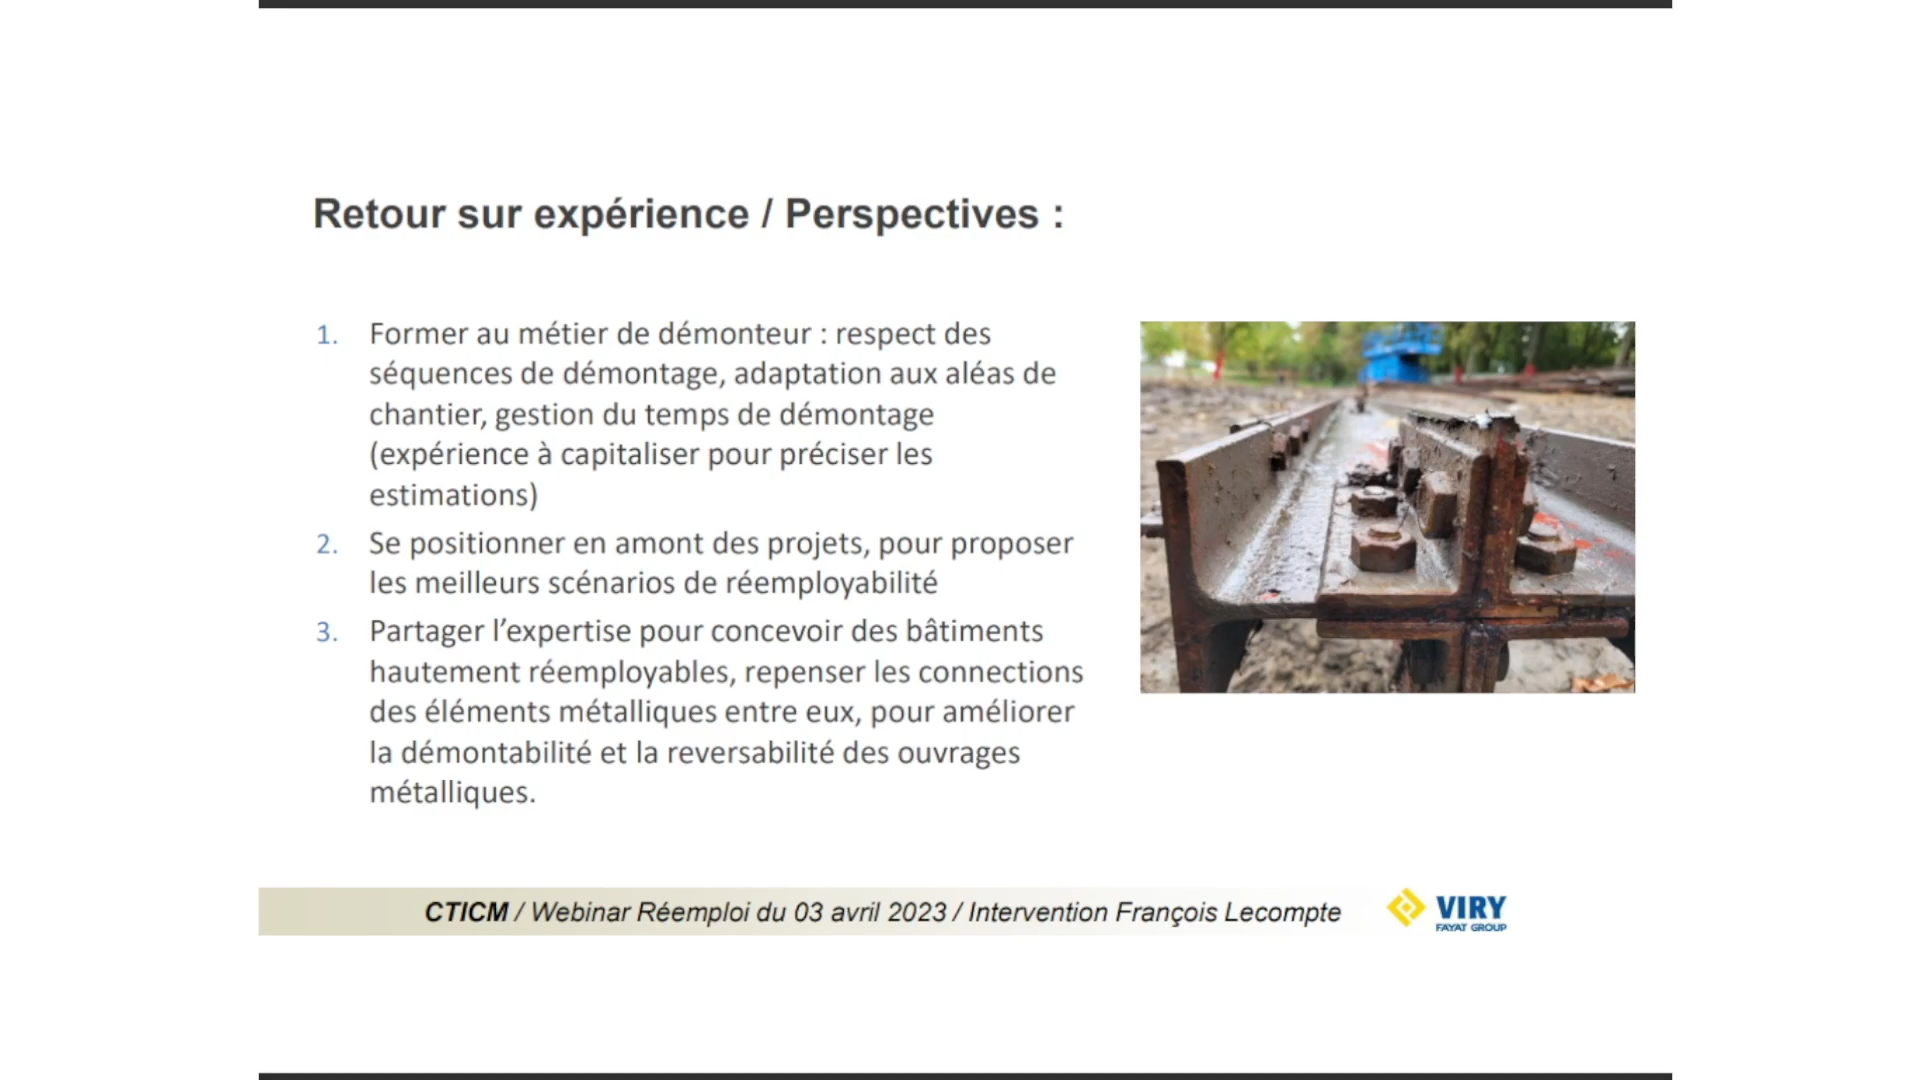 Retour sur expérience / Perspectives :
1. Former au métier de démonteur : respect des
séquences de démontage, adaptation aux aléas de
chantier, gestion du temps de démontage
(expérience à capitaliser pour préciser les
estimations)
2. Se positionner en amont des projets, pour proposer
les meilleurs scénarios de réemployabilité
3. Partager l’expertise pour concevoir des bâtiments
hautement réemployables, repenser les connections
des éléments métalliques entre eux, pour améliorer
la démontabilité et la reversabilité des ouvrages
métalliques.
CTICM / Webinar Réemploi du 03 avril 2023 / Intervention François Lecompte
VIRY
FAYAT GROUP